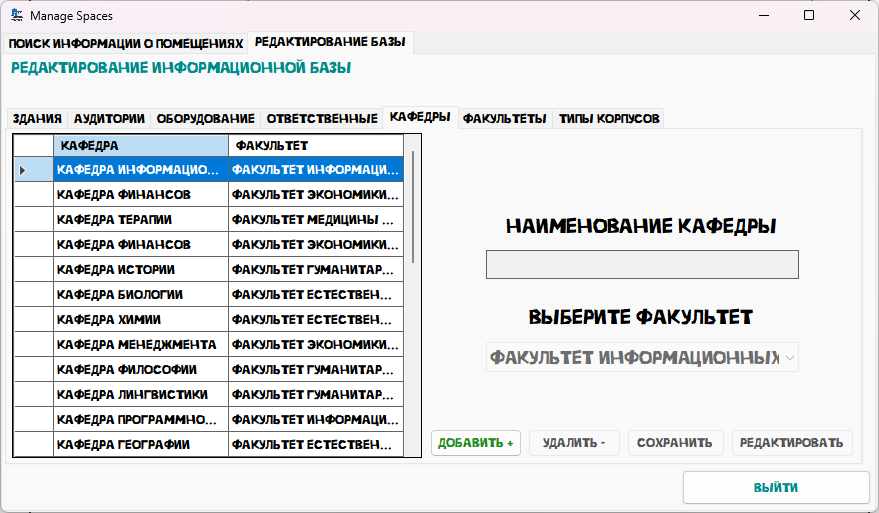 Manage Spaces
ПОИСК ИНФОРМАЦИИ О ПОМЕЩЕНИЯХ РЕДАКТИРОВАНИЕ БАЗЫ
РЕДАКТИРОВАНИЕ ИНФОРМАЦИОННОЙ БАЗЫ
ЗДАНИЯ АУДИТОРИИ ОБОРУДОВАНИЕ ОТВЕТСТВЕННЫЕ КАФЕДРЫ ФАКУЛЬТЕТЫ ТИПЫ КОРПУСОВ
КАФЕДРА ФАКУЛЬТЕТ
КАФЕДРА ИНФОРМАЦИО... ФАКУЛЬТЕТ ИНФОРМАЦИ...
КАФЕДРА ФИНАНСОВ ФАКУЛЬТЕТ ЭКОНОМИКИ...
КАФЕДРА ТЕРАПИИ ФАКУЛЬТЕТ МЕДИЦИНЫ ...
КАФЕДРА ФИНАНСОВ ФАКУЛЬТЕТ ЭКОНОМИКИ...
КАФЕДРА ИСТОРИИ ФАКУЛЬТЕТ ГУМАНИТАР...
КАФЕДРА БИОЛОГИИ ФАКУЛЬТЕТ ЕСТЕСТВЕН...
КАФЕДРА ХИМИИ ФАКУЛЬТЕТ ЕСТЕСТВЕН...
КАФЕДРА МЕНЕДЖМЕНТА ФАКУЛЬТЕТ ЭКОНОМИКИ...
КАФЕДРА ФИЛОСОФИИ ФАКУЛЬТЕТ ГУМАНИТАР...
КАФЕДРА ЛИНГВИСТИКИ ФАКУЛЬТЕТ ГУМАНИТАР...
КАФЕДРА ПРОГРАММНО... ФАКУЛЬТЕТ ИНФОРМАЦИ...
КАФЕДРА ГЕОГРАФИИ ФАКУЛЬТЕТ ЕСТЕСТВЕН...
НАИМЕНОВАНИЕ КАФЕДРЫ
ВЫБЕРИТЕ ФАКУЛЬТЕТ
ФАКУЛЬТЕТ ИНФОРМАЦИОННЫХ
ДОБАВИТЬ + УДАЛИТЬ - СОХРАНИТЬ РЕДАКТИРОВАТЬ
ВЫЙТИ